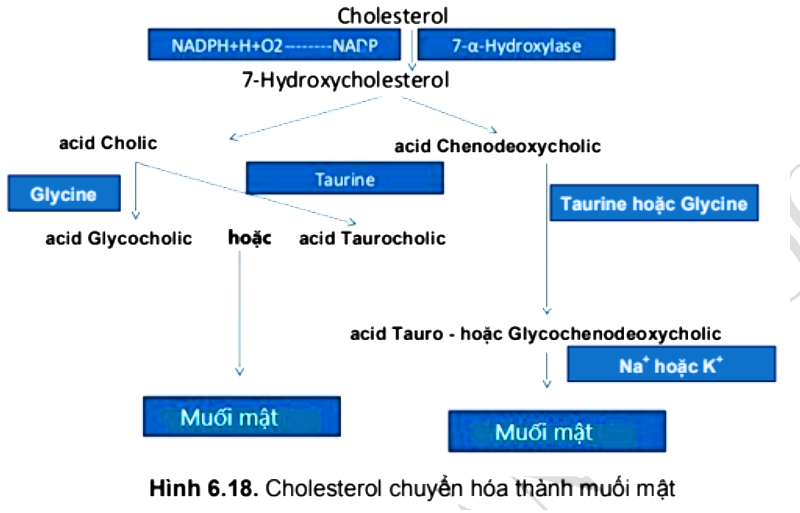 Cholesterol
NADPH+H+O2--------NADP
7-α-Hydroxylase
7-Hydroxycholesterol
acid Cholic
acid Chenodeoxycholic
Taurine
Glycine
Taurine hoặc Glycine
acid Glycocholic hoặc acid Taurocholic
acid Tauro - hoặc Glycochenodeoxycholic
Na⁺ hoặc K⁺
Muối mật
Muối mật
Hình 6.18. Cholesterol chuyển hóa thành muối mật